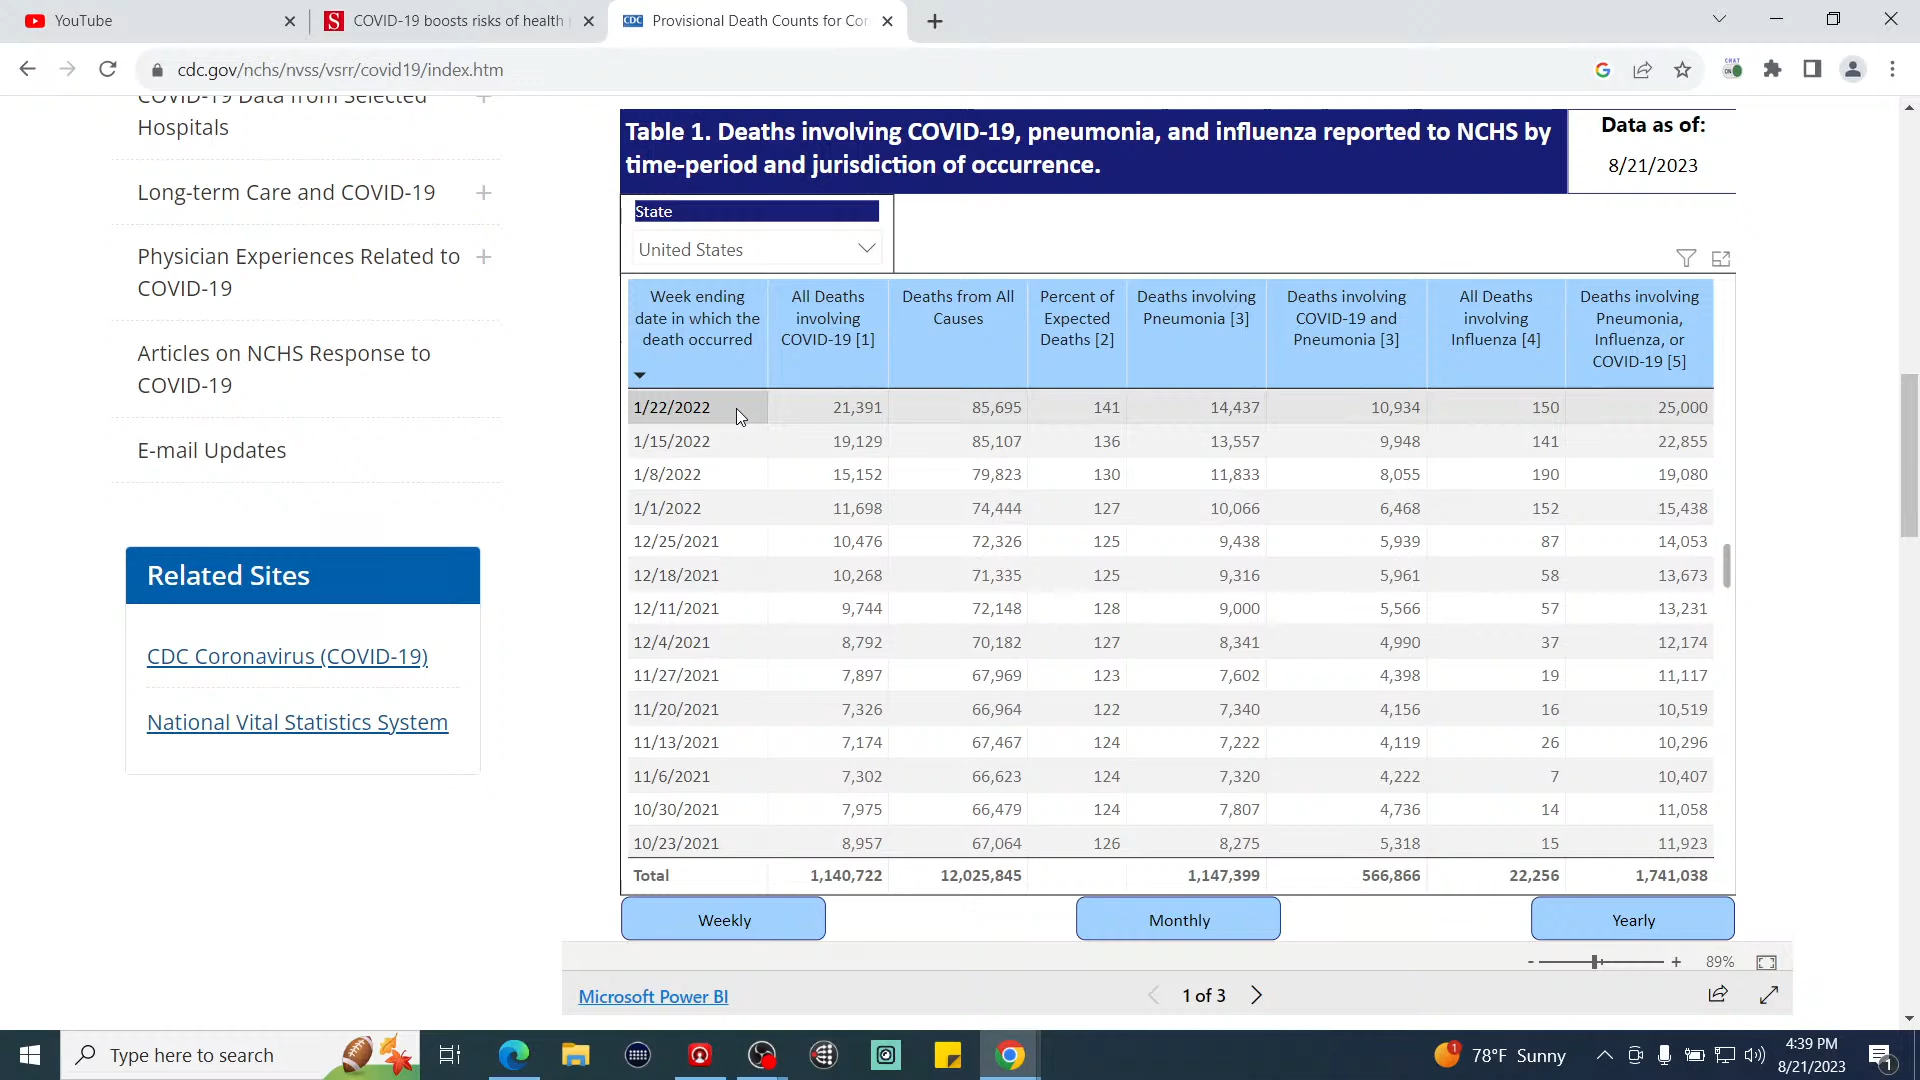 YouTube
COVID-19 boosts risks of health
Provisional Death Counts for Cor
cdc.gov/nchs/nvss/vsrr/covid19/index.htm
COVID-19 Data from Selected
Hospitals
Long-term Care and COVID-19
Physician Experiences Related to
COVID-19
Articles on NCHS Response to
COVID-19
E-mail Updates
Related Sites
CDC Coronavirus (COVID-19)
National Vital Statistics System
Table 1. Deaths involving COVID-19, pneumonia, and influenza reported to NCHS by
time-period and jurisdiction of occurrence.
Data as of:
8/21/2023
State
United States
Week ending date in which the death occurred All Deaths involving COVID-19 [1] Deaths from All Causes Percent of Expected Deaths [2] Deaths involving Pneumonia [3] Deaths involving COVID-19 and Pneumonia [3] All Deaths involving Influenza [4] Deaths involving Pneumonia, Influenza, or COVID-19 [5]
1/22/2022 21,391 85,695 141 14,437 10,934 150 25,000
1/15/2022 19,129 85,107 136 13,557 9,948 141 22,855
1/8/2022 15,152 79,823 130 11,833 8,055 190 19,080
1/1/2022 11,698 74,444 127 10,066 6,468 152 15,438
12/25/2021 10,476 72,326 125 9,438 5,939 87 14,053
12/18/2021 10,268 71,335 125 9,316 5,961 58 13,673
12/11/2021 9,744 72,148 128 9,000 5,566 57 13,231
12/4/2021 8,792 70,182 127 8,341 4,990 37 12,174
11/27/2021 7,897 67,969 123 7,602 4,398 19 11,117
11/20/2021 7,326 66,964 122 7,340 4,156 16 10,519
11/13/2021 7,174 67,467 124 7,222 4,119 26 10,296
11/6/2021 7,302 66,623 124 7,320 4,222 7 10,407
10/30/2021 7,975 66,479 124 7,807 4,736 14 11,058
10/23/2021 8,957 67,064 126 8,275 5,318 15 11,923
Total 1,140,722 12,025,845 1,147,399 566,866 22,256 1,741,038
Weekly Monthly Yearly
- + 89%
Microsoft Power BI 1 of 3
Type here to search
78°F Sunny
4:39 PM
8/21/2023